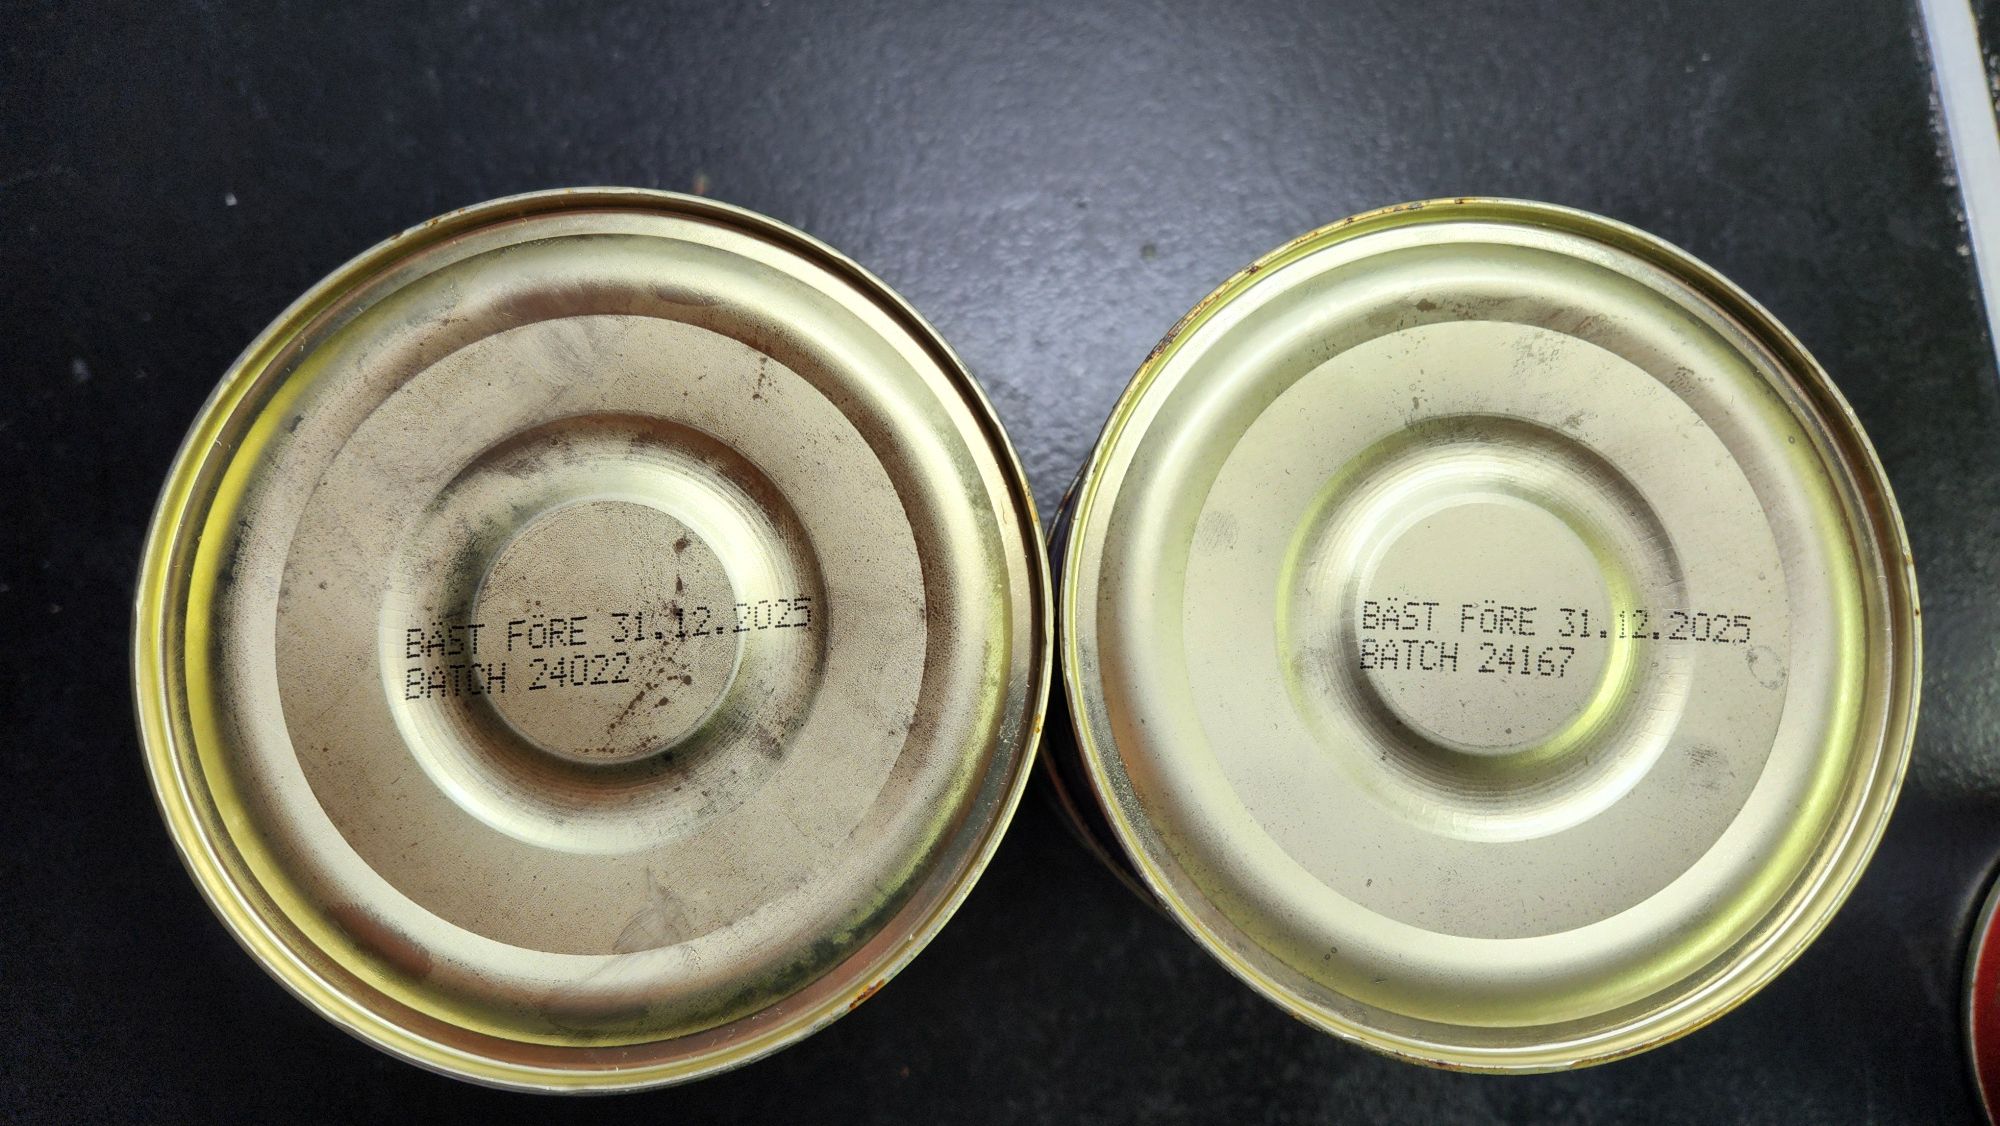 BÄST FÖRE 31.12.2025
BATCH 24022
BÄST FÖRE 31.12.2025
BATCH 24167